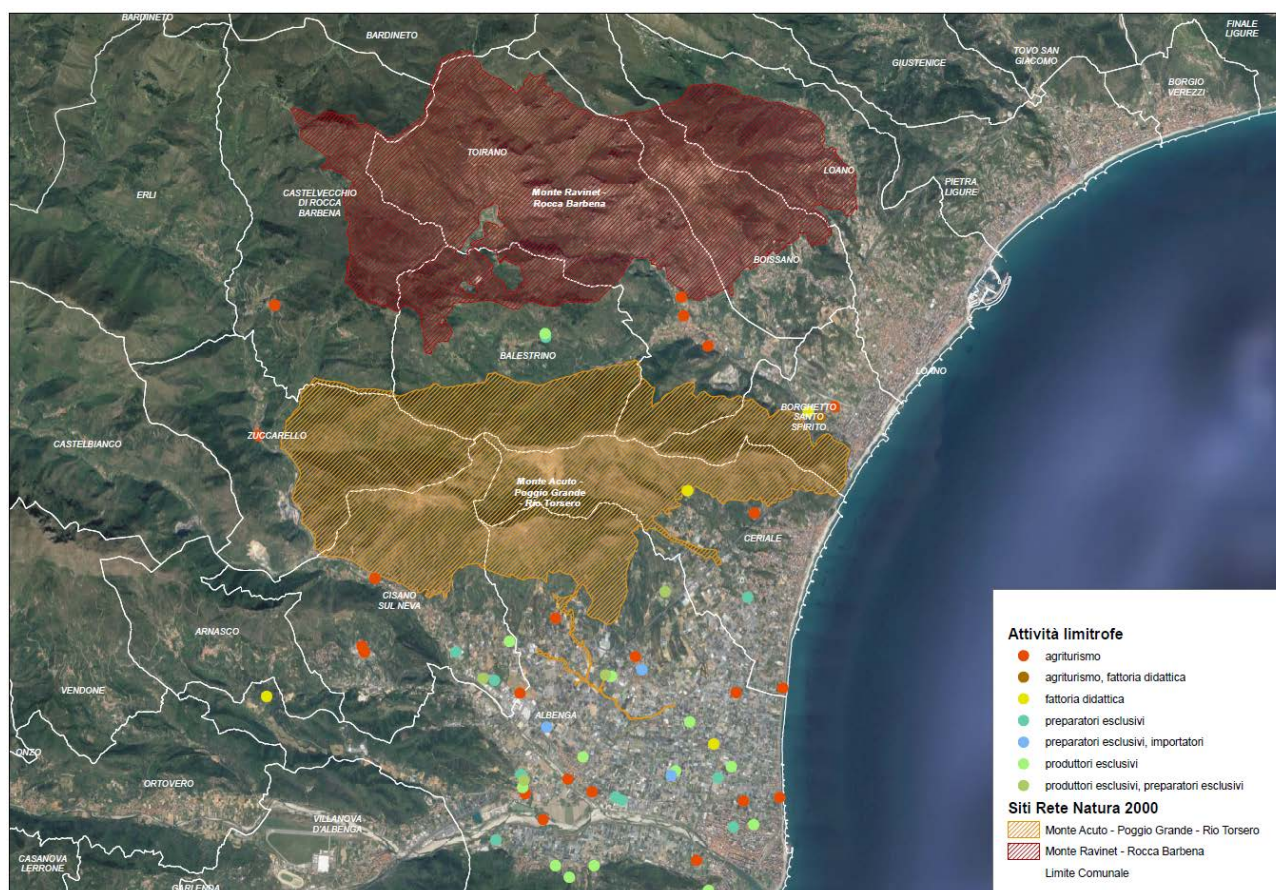 BARDINETO
BARDINETO
FINALE
LIGURE
TOVO SAN
GIACOMO
GIUSTENICE
BORGIO
VEREZZI
TOIRANO
LOANO
PIETRA
LIGURE
ERLI
CASTELVECCHIO
DI ROCCA
BARBENA
Monte Ravinet -
Rocca Barbena
BOISSANO
BALESTRINO
LOANO
BORGHETTO
SANTO
SPIRITO
ZUCCARELLO
CASTELBIANCO
Monte Acuto -
Poggio Grande
- Rio Torsero
CERIALE
CISANO
SUL NEVA
ARNASCO
VENDONE
ALBENGA
ONZO
ORTOVERO
VILLANOVA
D'ALBENGA
CASANOVA
LERRONE
GARLENDA
Attività limitrofe
agriturismo
agriturismo, fattoria didattica
fattoria didattica
preparatori esclusivi
preparatori esclusivi, importatori
produttori esclusivi
produttori esclusivi, preparatori esclusivi
Siti Rete Natura 2000
Monte Acuto - Poggio Grande - Rio Torsero
Monte Ravinet - Rocca Barbena
Limite Comunale